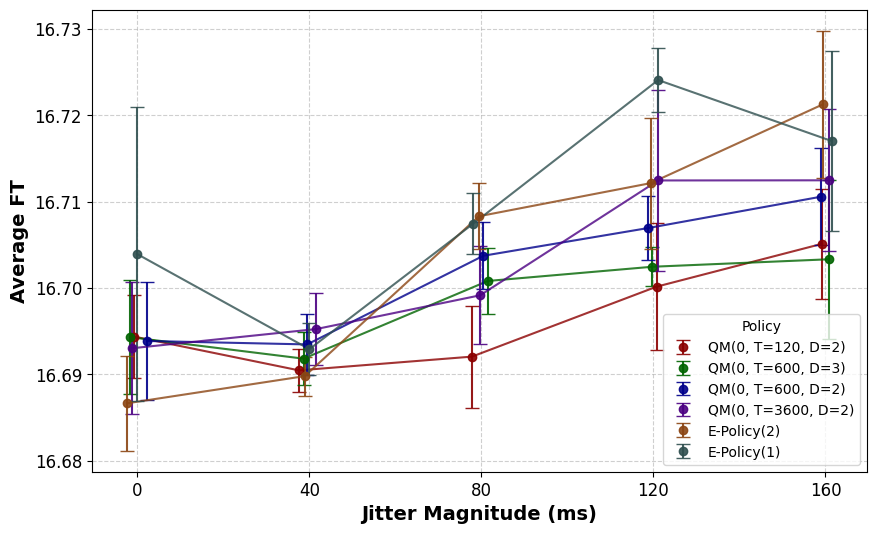 16.73
16.72
16.71
16.70
16.69
16.68
Average FT
0
40
80
120
160
Jitter Magnitude (ms)
Policy
QM(0, T=120, D=2)
QM(0, T=600, D=3)
QM(0, T=600, D=2)
QM(0, T=3600, D=2)
E-Policy(2)
E-Policy(1)